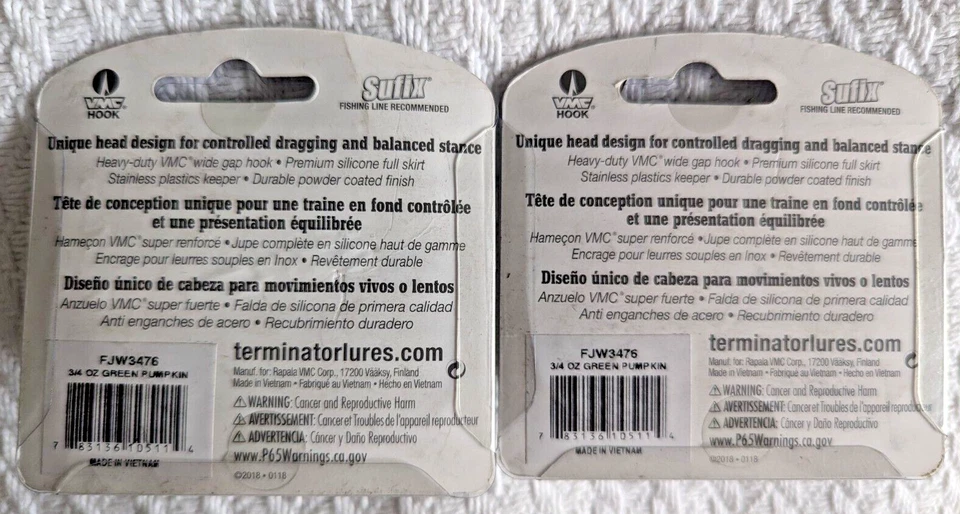 VMC®
HOOK
Sufix®
FISHING LINE RECOMMENDED
Unique head design for controlled dragging and balanced stance
Heavy-duty VMC® wide gap hook • Premium silicone full skirt
Stainless plastics keeper • Durable powder coated finish
Tête de conception unique pour une traine en fond contrôlée
et une présentation équilibrée
Hameçon VMC® super renforcé • Jupe complète en silicone haut de gamme
Encrage pour leurres souples en Inox • Revêtement durable
Diseño único de cabeza para movimientos vivos o lentos
Anzuelo VMC® super fuerte • Falda de silicona de primera calidad
Anti enganches de acero • Recubrimiento duradero
FJW3476
3/4 OZ GREEN PUMPKIN
7 83136 10511 4
MADE IN VIETNAM
terminatorlures.com
Manuf. for: Rapala VMC Corp., 17200 Vääksy, Finland
Made in Vietnam • Fabriqué au Vietnam • Hecho en Vietnam
⚠WARNING: Cancer and Reproductive Harm
⚠AVERTISSEMENT: Cancer et Troubles de l'appareil reproducteur
⚠ADVERTENCIA: Cáncer y Daño Reproductivo
www.P65Warnings.ca.gov
©2018 • 0118
VMC®
HOOK
Sufix®
FISHING LINE RECOMMENDED
Unique head design for controlled dragging and balanced stance
Heavy-duty VMC® wide gap hook • Premium silicone full skirt
Stainless plastics keeper • Durable powder coated finish
Tête de conception unique pour une traine en fond contrôlée
et une présentation équilibrée
Hameçon VMC® super renforcé • Jupe complète en silicone haut de gamme
Encrage pour leurres souples en Inox • Revêtement durable
Diseño único de cabeza para movimientos vivos o lentos
Anzuelo VMC® super fuerte • Falda de silicona de primera calidad
Anti enganches de acero • Recubrimiento duradero
FJW3476
3/4 OZ GREEN PUMPKIN
7 83136 10511 4
MADE IN VIETNAM
terminatorlures.com
Manuf. for: Rapala VMC Corp., 17200 Vääksy, Finland
Made in Vietnam • Fabriqué au Vietnam • Hecho en Vietnam
⚠WARNING: Cancer and Reproductive Harm
⚠AVERTISSEMENT: Cancer et Troubles de l'appareil reproducteur
⚠ADVERTENCIA: Cáncer y Daño Reproductivo
www.P65Warnings.ca.gov
©2018 • 0118